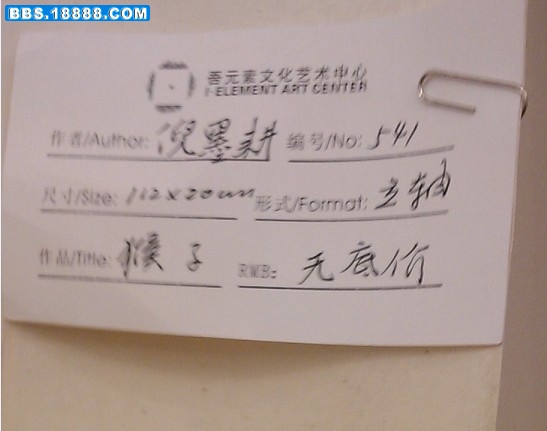 BBS.18888.COM
吾元素文化艺术中心
I-ELEMENT ART CENTER
作者/Author: 倪墨耕 编号/No: 541
尺寸/Size: 112×20cm 形式/Format: 立轴
作品/Title: 猴子 RMB: 无底价